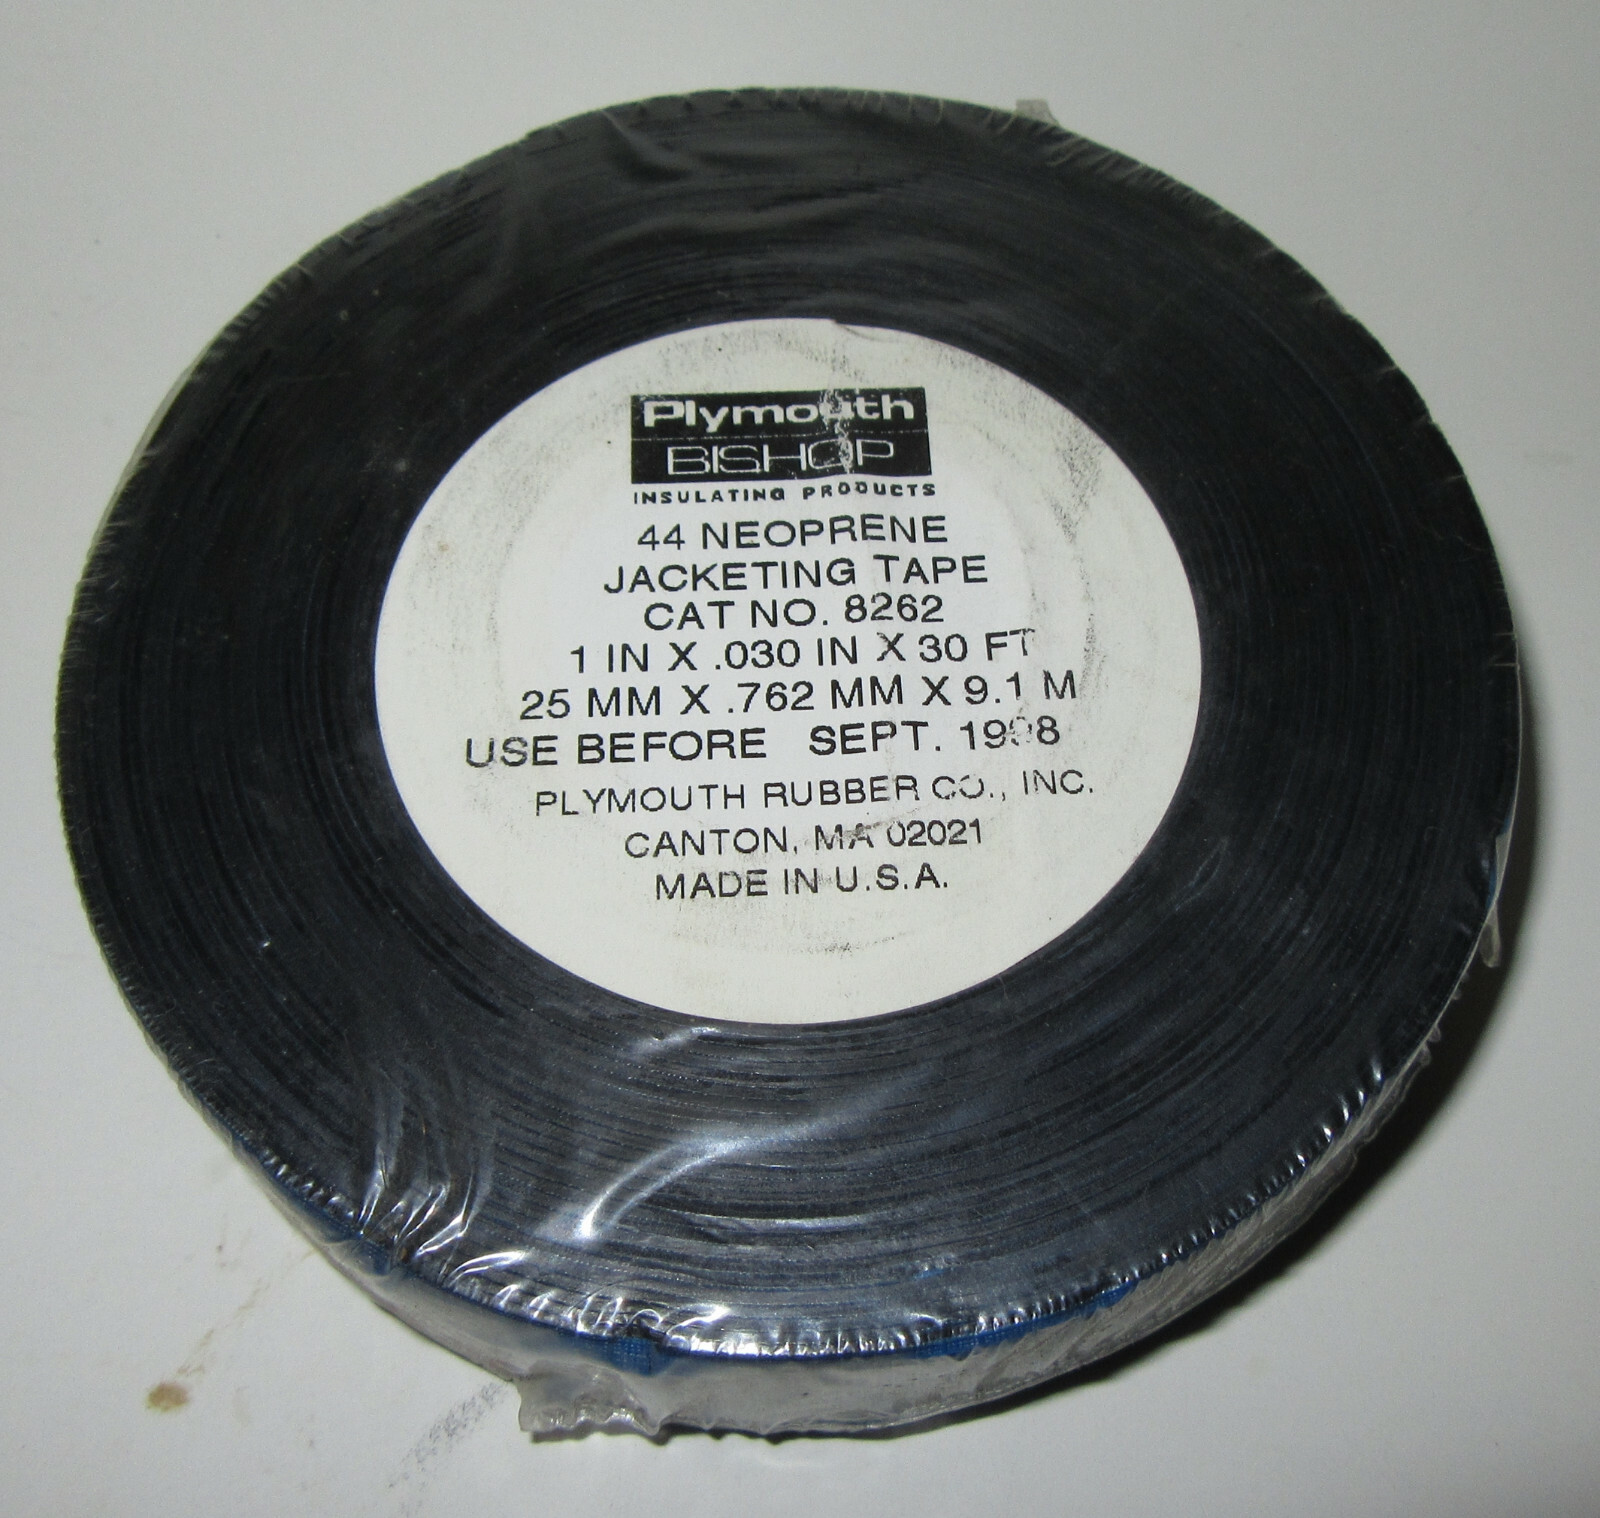 Plymouth
BISHOP
INSULATING PRODUCTS
44 NEOPRENE
JACKETING TAPE
CAT NO. 8262
1 IN X .030 IN X 30 FT
25 MM X .762 MM X 9.1 M
USE BEFORE SEPT. 1998
PLYMOUTH RUBBER CO., INC.
CANTON, MA 02021
MADE IN U.S.A.